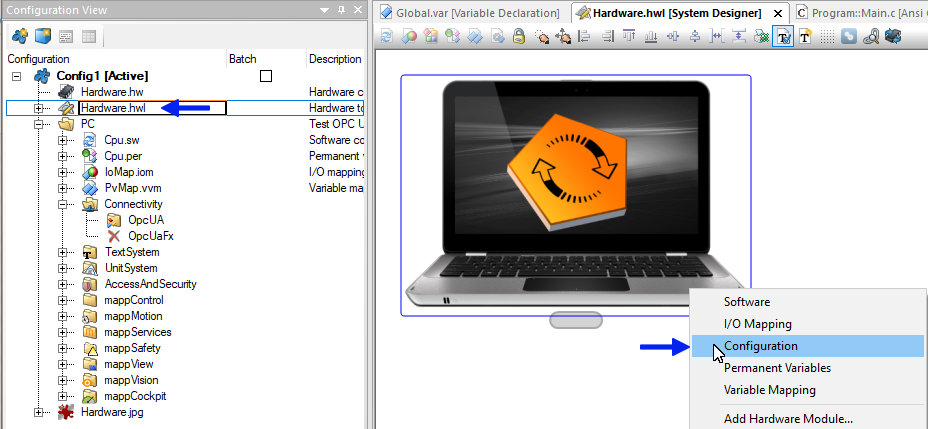 Configuration View
Configuration Batch Description
Config1 [Active]
Hardware.hw Hardware c
Hardware.hwl Hardware to
PC Test OPC U
Cpu.sw Software co
Cpu.per Permanent
IoMap.iom I/O mapping
PvMap.vvm Variable ma
Connectivity
OpcUA
OpcUaFx
TextSystem
UnitSystem
AccessAndSecurity
mappControl
mappMotion
mappServices
mappSafety
mappView
mappVision
mappCockpit
Hardware.jpg
Global.var [Variable Declaration] Hardware.hwl [System Designer] Program::Main.c [Ansi C
Software
I/O Mapping
Configuration
Permanent Variables
Variable Mapping
Add Hardware Module...